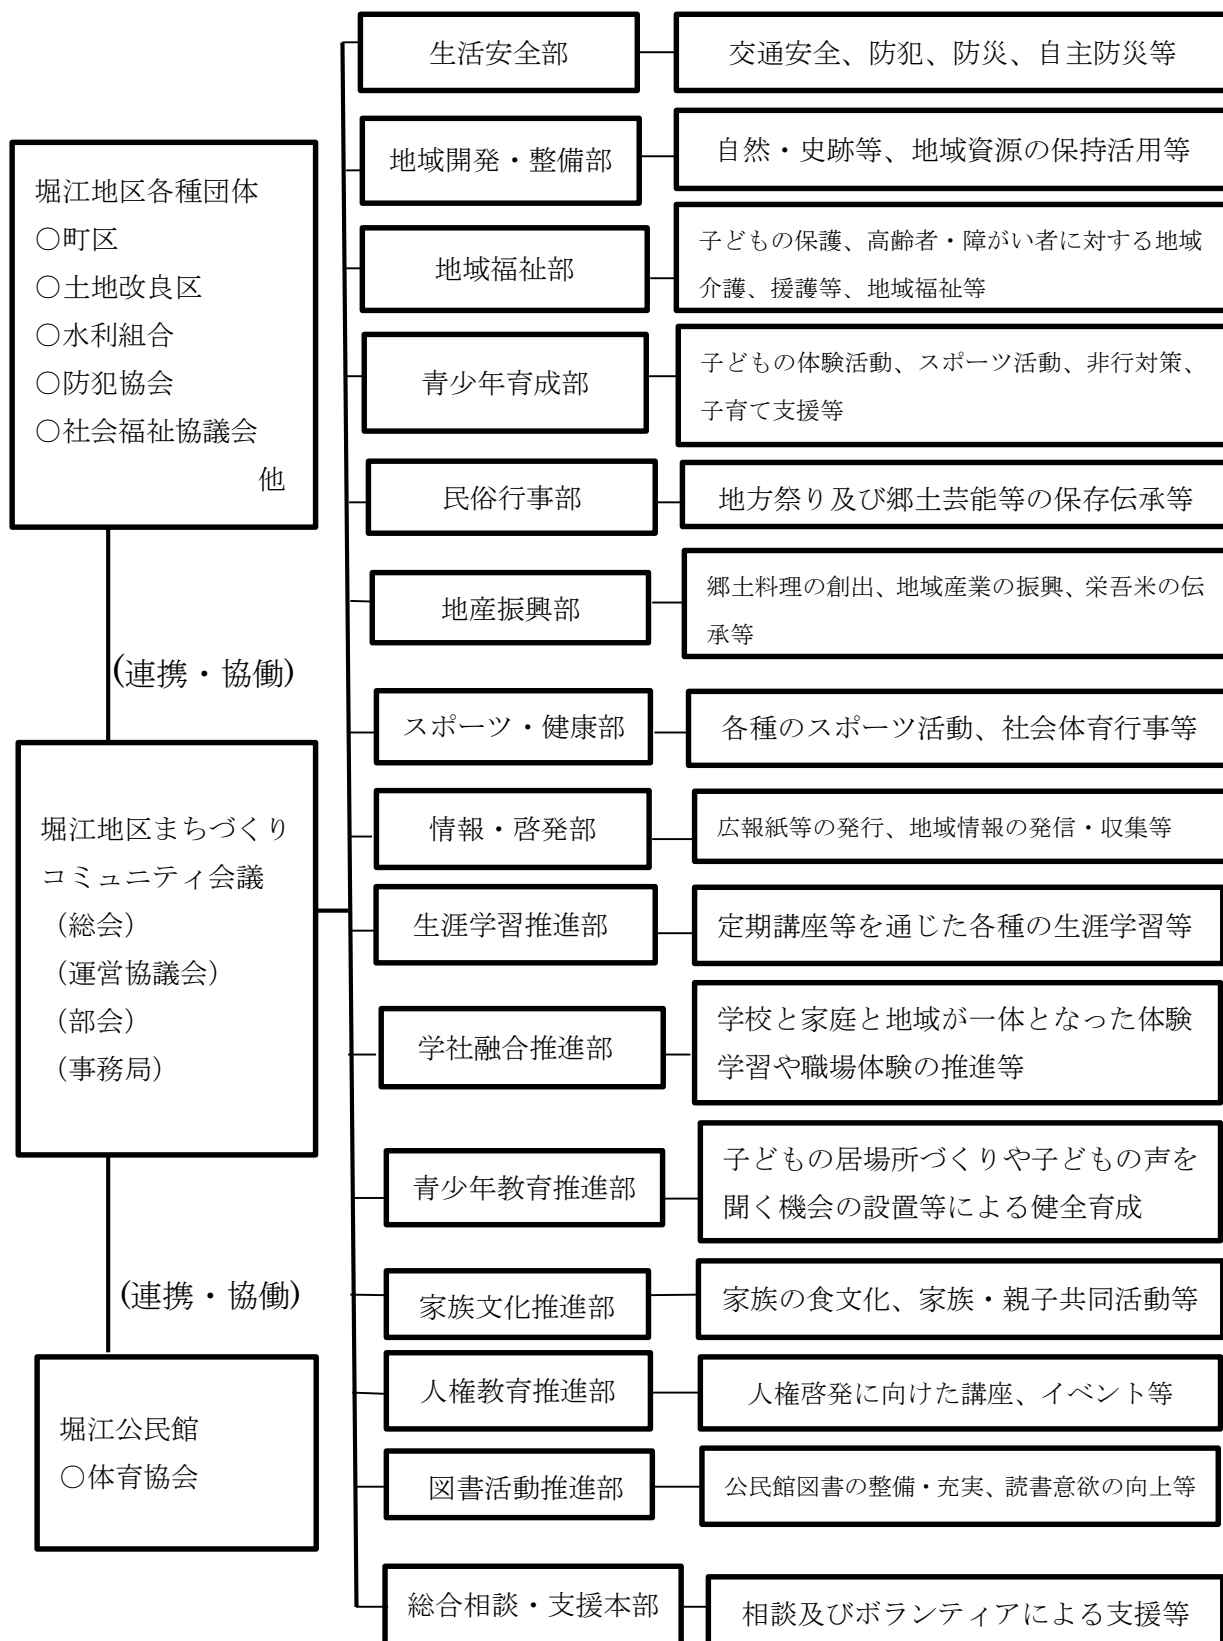 堀江地区各種団体
○町区
○土地改良区
○水利組合
○防犯協会
○社会福祉協議会
他
(連携・協働)
堀江地区まちづくり
コミュニティ会議
（総会）
（運営協議会）
（部会）
（事務局）
(連携・協働)
堀江公民館
○体育協会
生活安全部
交通安全、防犯、防災、自主防災等
地域開発・整備部
自然・史跡等、地域資源の保持活用等
地域福祉部
子どもの保護、高齢者・障がい者に対する地域
介護、援護等、地域福祉等
青少年育成部
子どもの体験活動、スポーツ活動、非行対策、
子育て支援等
民俗行事部
地方祭り及び郷土芸能等の保存伝承等
地産振興部
郷土料理の創出、地域産業の振興、栄吾米の伝
承等
スポーツ・健康部
各種のスポーツ活動、社会体育行事等
情報・啓発部
広報紙等の発行、地域情報の発信・収集等
生涯学習推進部
定期講座等を通じた各種の生涯学習等
学社融合推進部
学校と家庭と地域が一体となった体験
学習や職場体験の推進等
青少年教育推進部
子どもの居場所づくりや子どもの声を
聞く機会の設置等による健全育成
家族文化推進部
家族の食文化、家族・親子共同活動等
人権教育推進部
人権啓発に向けた講座、イベント等
図書活動推進部
公民館図書の整備・充実、読書意欲の向上等
総合相談・支援本部
相談及びボランティアによる支援等